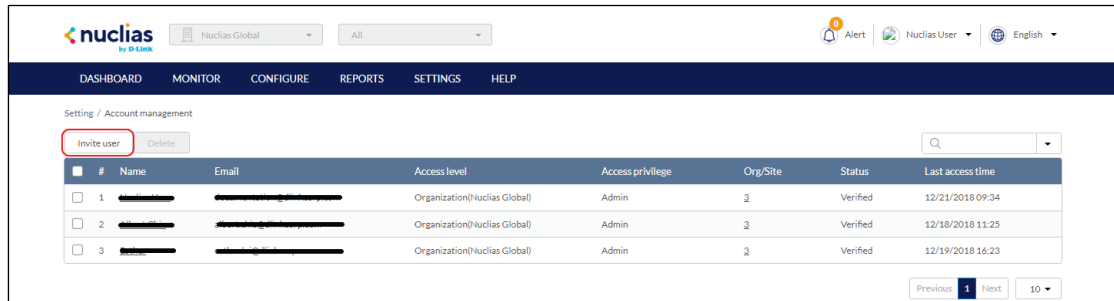 nuclias
by D-Link
Nuclias Global
All
0
Alert
Nuclias User
English
DASHBOARD MONITOR CONFIGURE REPORTS SETTINGS HELP
Setting / Account management
Invite user Delete
# Name Email Access level Access privilege Org/Site Status Last access time
1 Organization(Nuclias Global) Admin 3 Verified 12/21/2018 09:34
2 Organization(Nuclias Global) Admin 3 Verified 12/18/2018 11:25
3 Organization(Nuclias Global) Admin 3 Verified 12/19/2018 16:23
Previous 1 Next 10